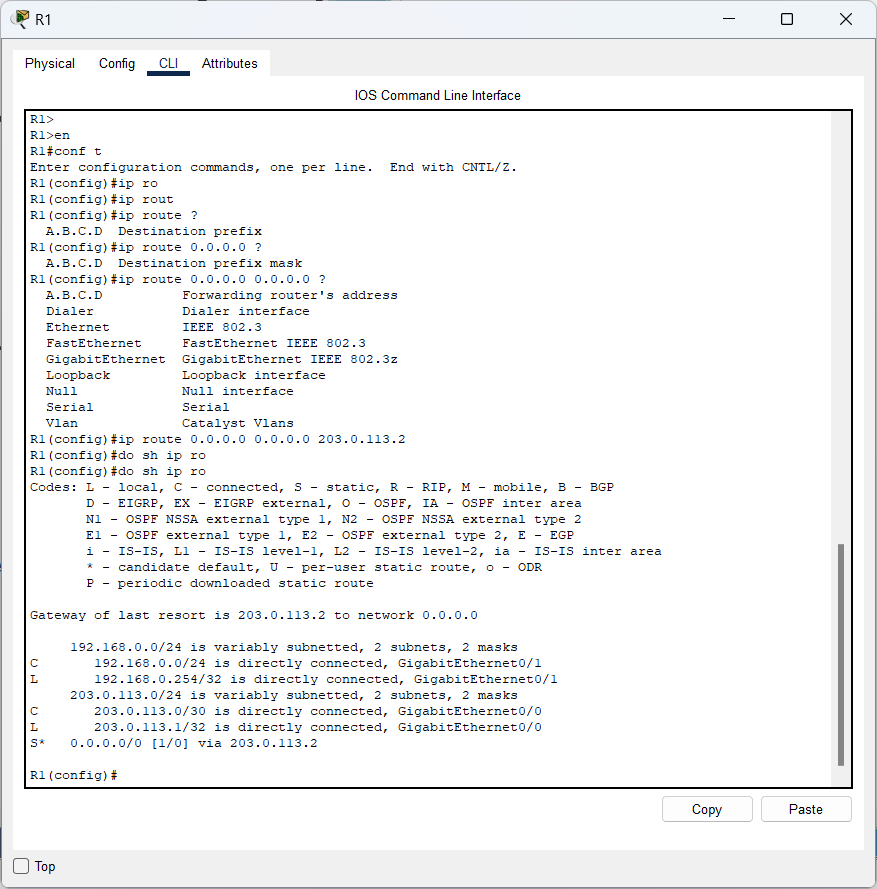 R1
Physical Config CLI Attributes
IOS Command Line Interface
R1>
R1>en
R1#conf t
Enter configuration commands, one per line.  End with CNTL/Z.
R1(config)#ip ro
R1(config)#ip rout
R1(config)#ip route ?
  A.B.C.D  Destination prefix
R1(config)#ip route 0.0.0.0 ?
  A.B.C.D  Destination prefix mask
R1(config)#ip route 0.0.0.0 0.0.0.0 ?
  A.B.C.D          Forwarding router's address
  Dialer           Dialer interface
  Ethernet         IEEE 802.3
  FastEthernet     FastEthernet IEEE 802.3
  GigabitEthernet  GigabitEthernet IEEE 802.3z
  Loopback         Loopback interface
  Null             Null interface
  Serial           Serial
  Vlan             Catalyst Vlans
R1(config)#ip route 0.0.0.0 0.0.0.0 203.0.113.2
R1(config)#do sh ip ro
R1(config)#do sh ip ro
Codes: L - local, C - connected, S - static, R - RIP, M - mobile, B - BGP
       D - EIGRP, EX - EIGRP external, O - OSPF, IA - OSPF inter area
       N1 - OSPF NSSA external type 1, N2 - OSPF NSSA external type 2
       E1 - OSPF external type 1, E2 - OSPF external type 2, E - EGP
       i - IS-IS, L1 - IS-IS level-1, L2 - IS-IS level-2, ia - IS-IS inter area
       * - candidate default, U - per-user static route, o - ODR
       P - periodic downloaded static route
Gateway of last resort is 203.0.113.2 to network 0.0.0.0
     192.168.0.0/24 is variably subnetted, 2 subnets, 2 masks
C       192.168.0.0/24 is directly connected, GigabitEthernet0/1
L       192.168.0.254/32 is directly connected, GigabitEthernet0/1
     203.0.113.0/24 is variably subnetted, 2 subnets, 2 masks
C       203.0.113.0/30 is directly connected, GigabitEthernet0/0
L       203.0.113.1/32 is directly connected, GigabitEthernet0/0
S*   0.0.0.0/0 [1/0] via 203.0.113.2
R1(config)#
Copy Paste
Top